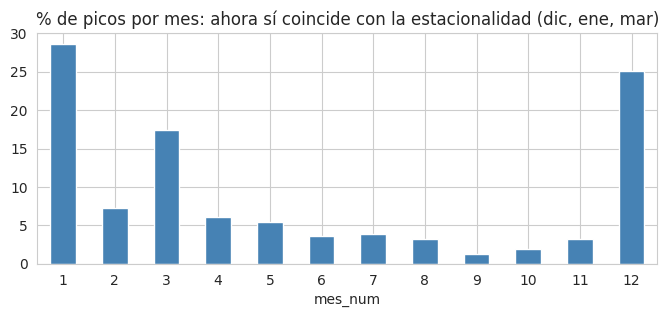 % de picos por mes: ahora sí coincide con la estacionalidad (dic, ene, mar)
30
25
20
15
10
5
0
1 2 3 4 5 6 7 8 9 10 11 12
mes_num